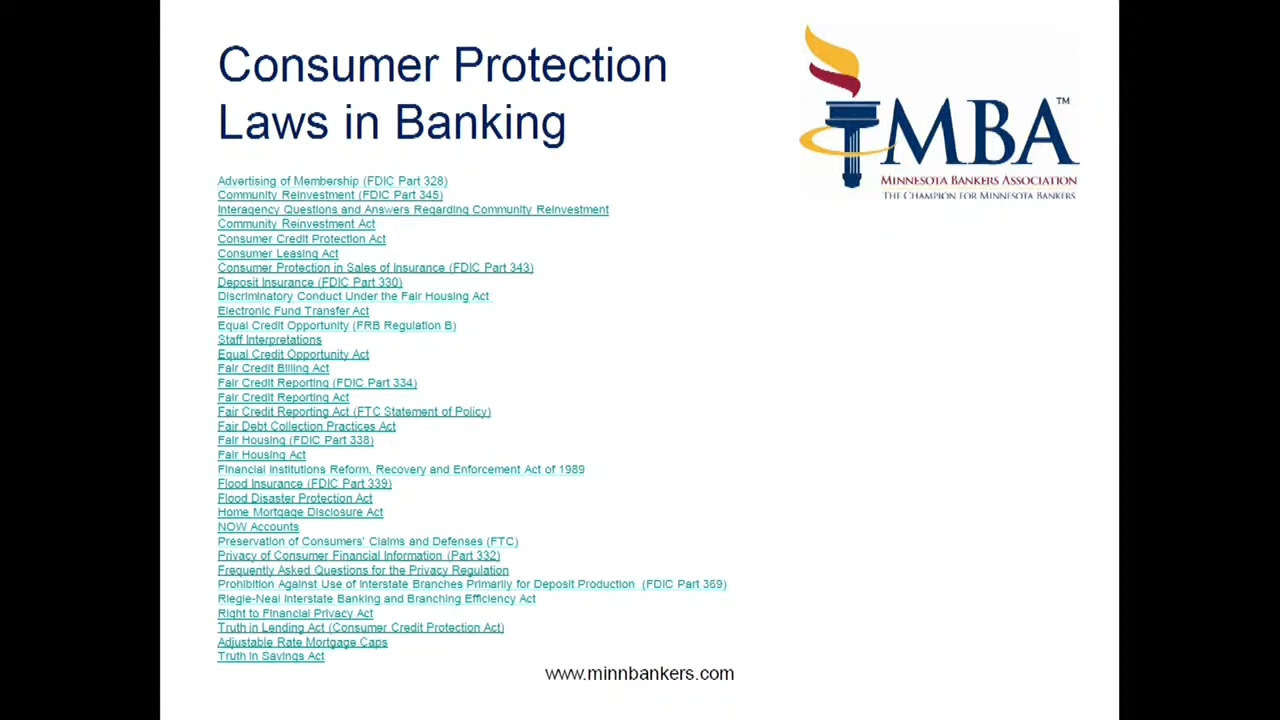 Consumer Protection
Laws in Banking
MBA™
MINNESOTA BANKERS ASSOCIATION
THE CHAMPION FOR MINNESOTA BANKERS
Advertising of Membership (FDIC Part 328)
Community Reinvestment (FDIC Part 345)
Interagency Questions and Answers Regarding Community Reinvestment
Community Reinvestment Act
Consumer Credit Protection Act
Consumer Leasing Act
Consumer Protection in Sales of Insurance (FDIC Part 343)
Deposit Insurance (FDIC Part 330)
Discriminatory Conduct Under the Fair Housing Act
Electronic Fund Transfer Act
Equal Credit Opportunity (FRB Regulation B)
Staff Interpretations
Equal Credit Opportunity Act
Fair Credit Billing Act
Fair Credit Reporting (FDIC Part 334)
Fair Credit Reporting Act
Fair Credit Reporting Act (FTC Statement of Policy)
Fair Debt Collection Practices Act
Fair Housing (FDIC Part 338)
Fair Housing Act
Financial Institutions Reform, Recovery and Enforcement Act of 1989
Flood Insurance (FDIC Part 339)
Flood Disaster Protection Act
Home Mortgage Disclosure Act
NOW Accounts
Preservation of Consumers' Claims and Defenses (FTC)
Privacy of Consumer Financial Information (Part 332)
Frequently Asked Questions for the Privacy Regulation
Prohibition Against Use of Interstate Branches Primarily for Deposit Production (FDIC Part 369)
Riegle-Neal Interstate Banking and Branching Efficiency Act
Right to Financial Privacy Act
Truth in Lending Act (Consumer Credit Protection Act)
Adjustable Rate Mortgage Caps
Truth in Savings Act
www.minnbankers.com